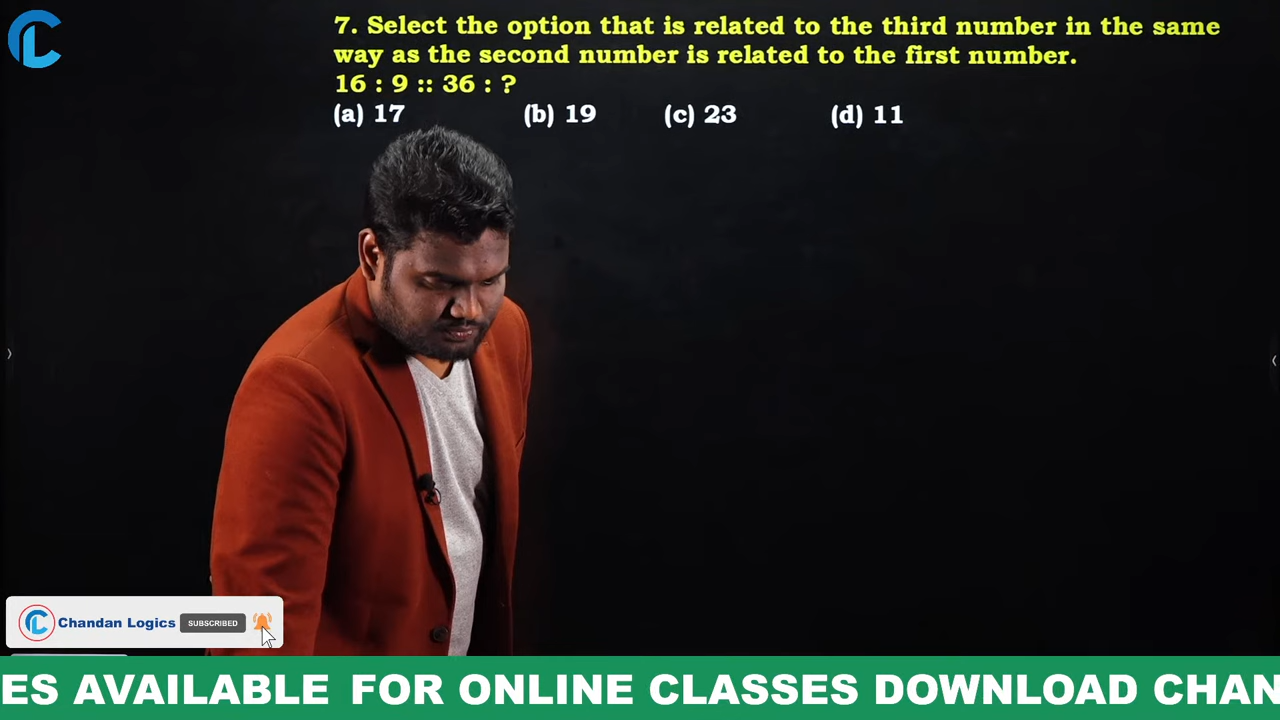 7. Select the option that is related to the third number in the same
way as the second number is related to the first number.
16 : 9 :: 36 : ?
(a) 17 (b) 19 (c) 23 (d) 11
Chandan Logics SUBSCRIBED
ES AVAILABLE FOR ONLINE CLASSES DOWNLOAD CHAN